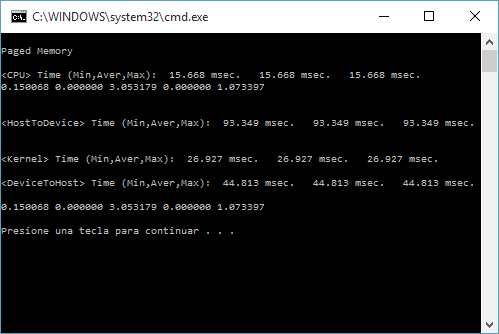 C:\WINDOWS\system32\cmd.exe
Paged Memory
<CPU> Time (Min,Aver,Max):  15.668 msec.   15.668 msec.   15.668 msec.
0.150068 0.000000 3.053179 0.000000 1.073397
<HostToDevice> Time (Min,Aver,Max):  93.349 msec.   93.349 msec.   93.349 msec.
<Kernel> Time (Min,Aver,Max):  26.927 msec.   26.927 msec.   26.927 msec.
<DeviceToHost> Time (Min,Aver,Max):  44.813 msec.   44.813 msec.   44.813 msec.
0.150068 0.000000 3.053179 0.000000 1.073397
Presione una tecla para continuar . . .